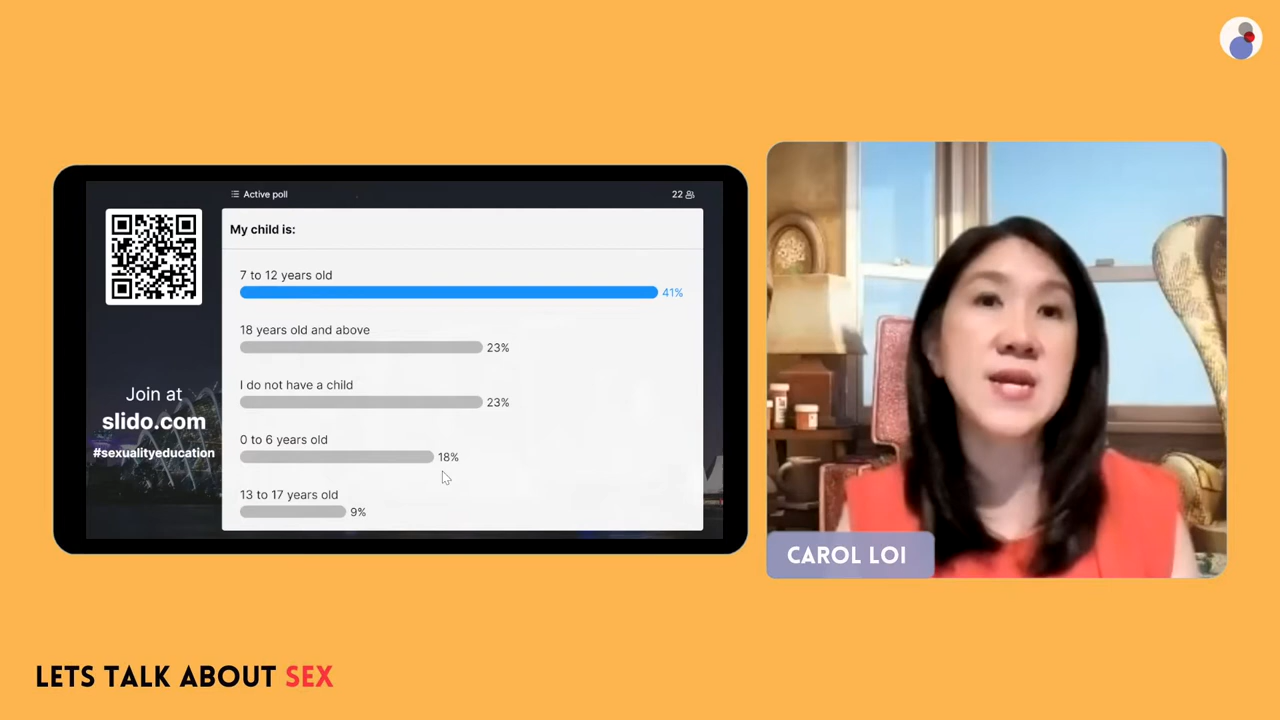 Active poll
22
My child is:
7 to 12 years old
41%
18 years old and above
23%
I do not have a child
23%
0 to 6 years old
18%
13 to 17 years old
9%
Join at
slido.com
#sexualityeducation
CAROL LOI
LETS TALK ABOUT SEX